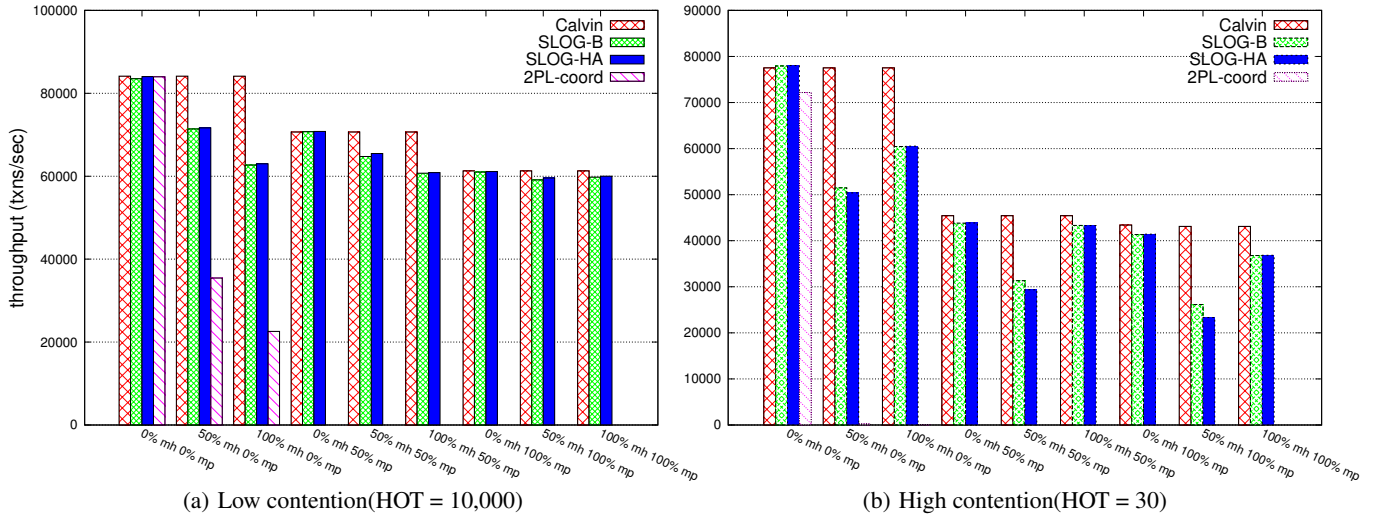 throughput (txns/sec)
100000
80000
60000
40000
20000
0
Calvin
SLOG-B
SLOG-HA
2PL-coord
0% mh 0% mp
50% mh 0% mp
100% mh 0% mp
0% mh 50% mp
50% mh 50% mp
100% mh 50% mp
0% mh 100% mp
50% mh 100% mp
100% mh 100% mp
(a) Low contention(HOT = 10,000)
90000
80000
70000
60000
50000
40000
30000
20000
10000
0
Calvin
SLOG-B
SLOG-HA
2PL-coord
0% mh 0% mp
50% mh 0% mp
100% mh 0% mp
0% mh 50% mp
50% mh 50% mp
100% mh 50% mp
0% mh 100% mp
50% mh 100% mp
100% mh 100% mp
(b) High contention(HOT = 30)